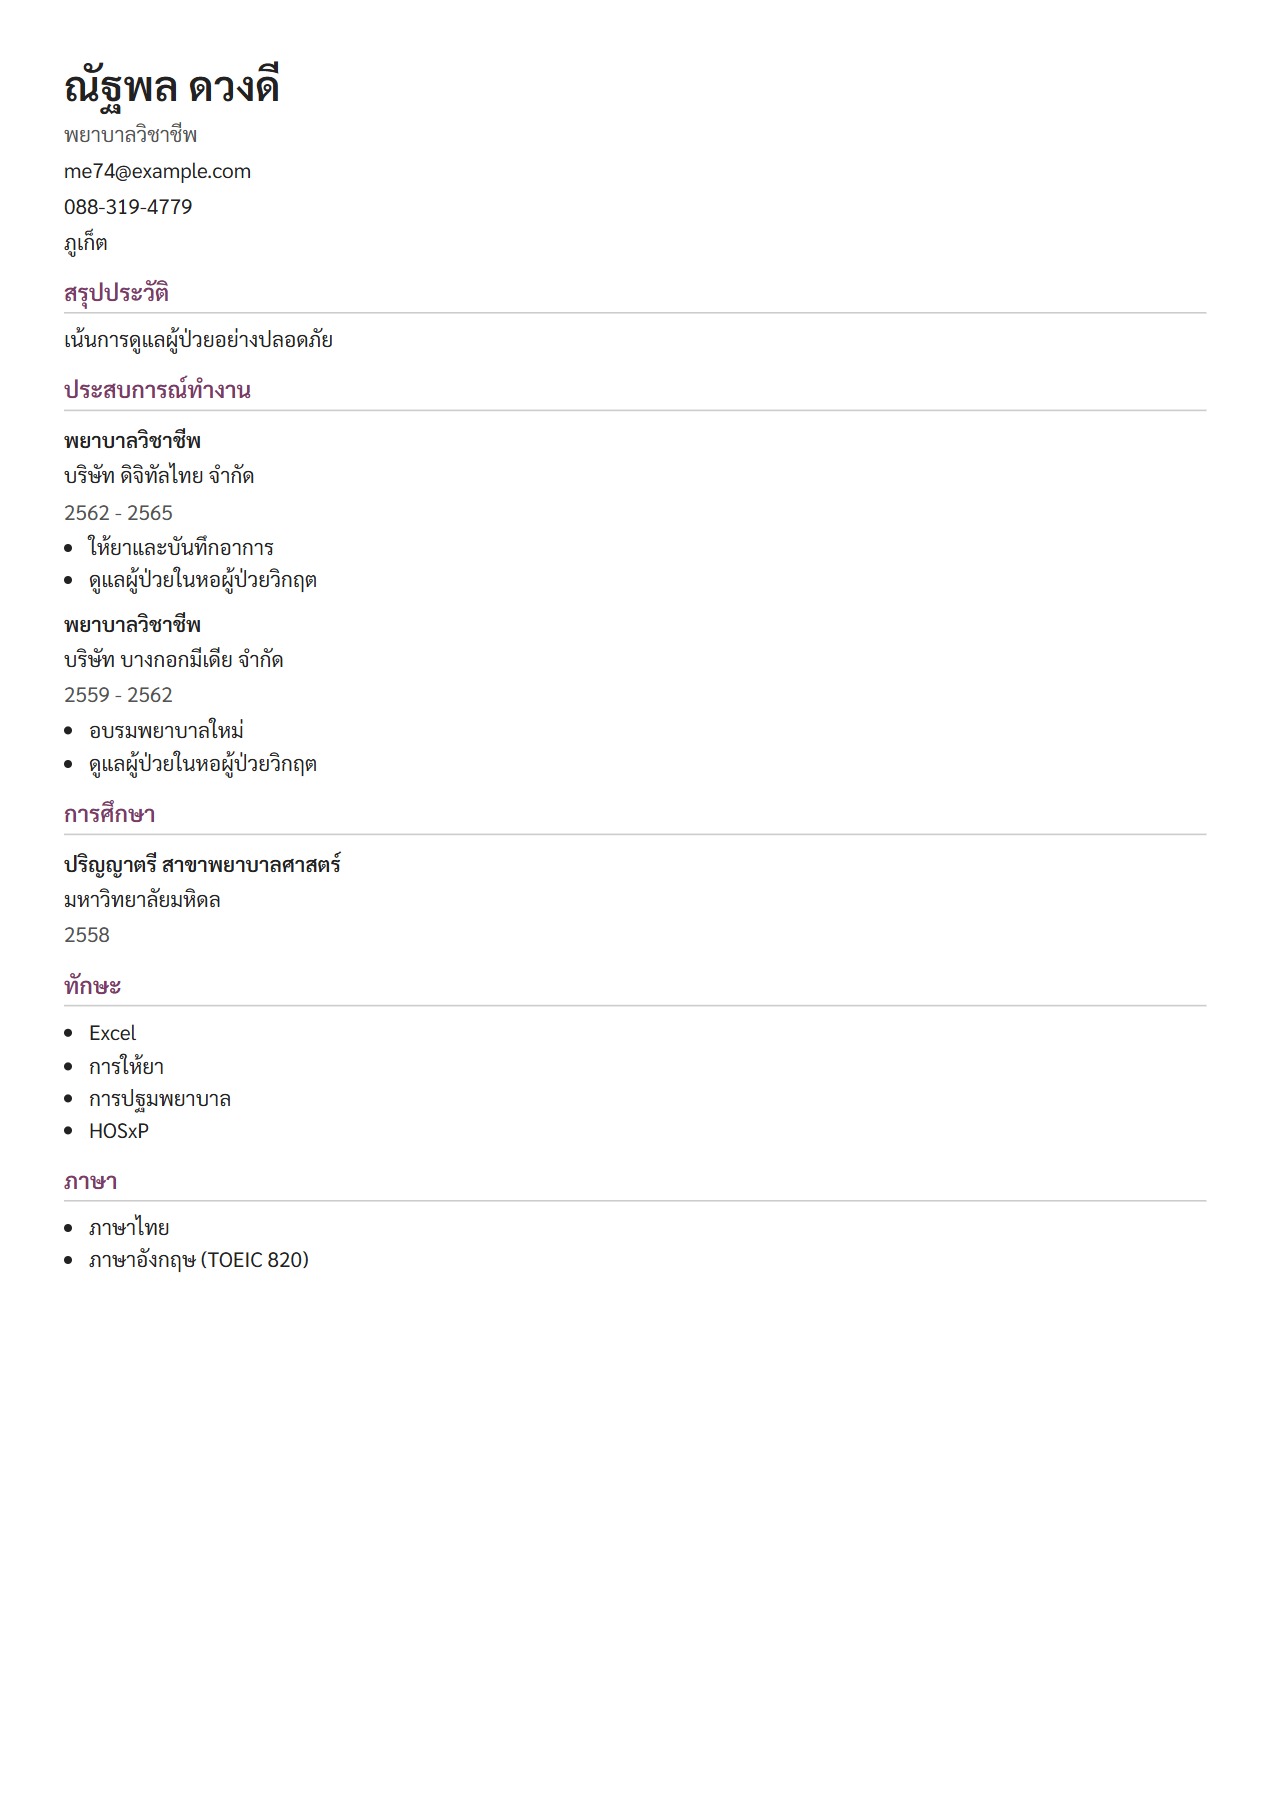 ณัฐพล ดวงดี
พยาบาลวิชาชีพ
me74@example.com
088-319-4779
ภูเก็ต
สรุปประวัติ
เน้นการดูแลผู้ป่วยอย่างปลอดภัย
ประสบการณ์ทำงาน
พยาบาลวิชาชีพ
บริษัท ดิจิทัลไทย จำกัด
2562 - 2565
ให้ยาและบันทึกอาการ
ดูแลผู้ป่วยในหอผู้ป่วยวิกฤต
พยาบาลวิชาชีพ
บริษัท บางกอกมีเดีย จำกัด
2559 - 2562
อบรมพยาบาลใหม่
ดูแลผู้ป่วยในหอผู้ป่วยวิกฤต
การศึกษา
ปริญญาตรี สาขาพยาบาลศาสตร์
มหาวิทยาลัยมหิดล
2558
ทักษะ
Excel
การให้ยา
การปฐมพยาบาล
HOSxP
ภาษา
ภาษาไทย
ภาษาอังกฤษ (TOEIC 820)